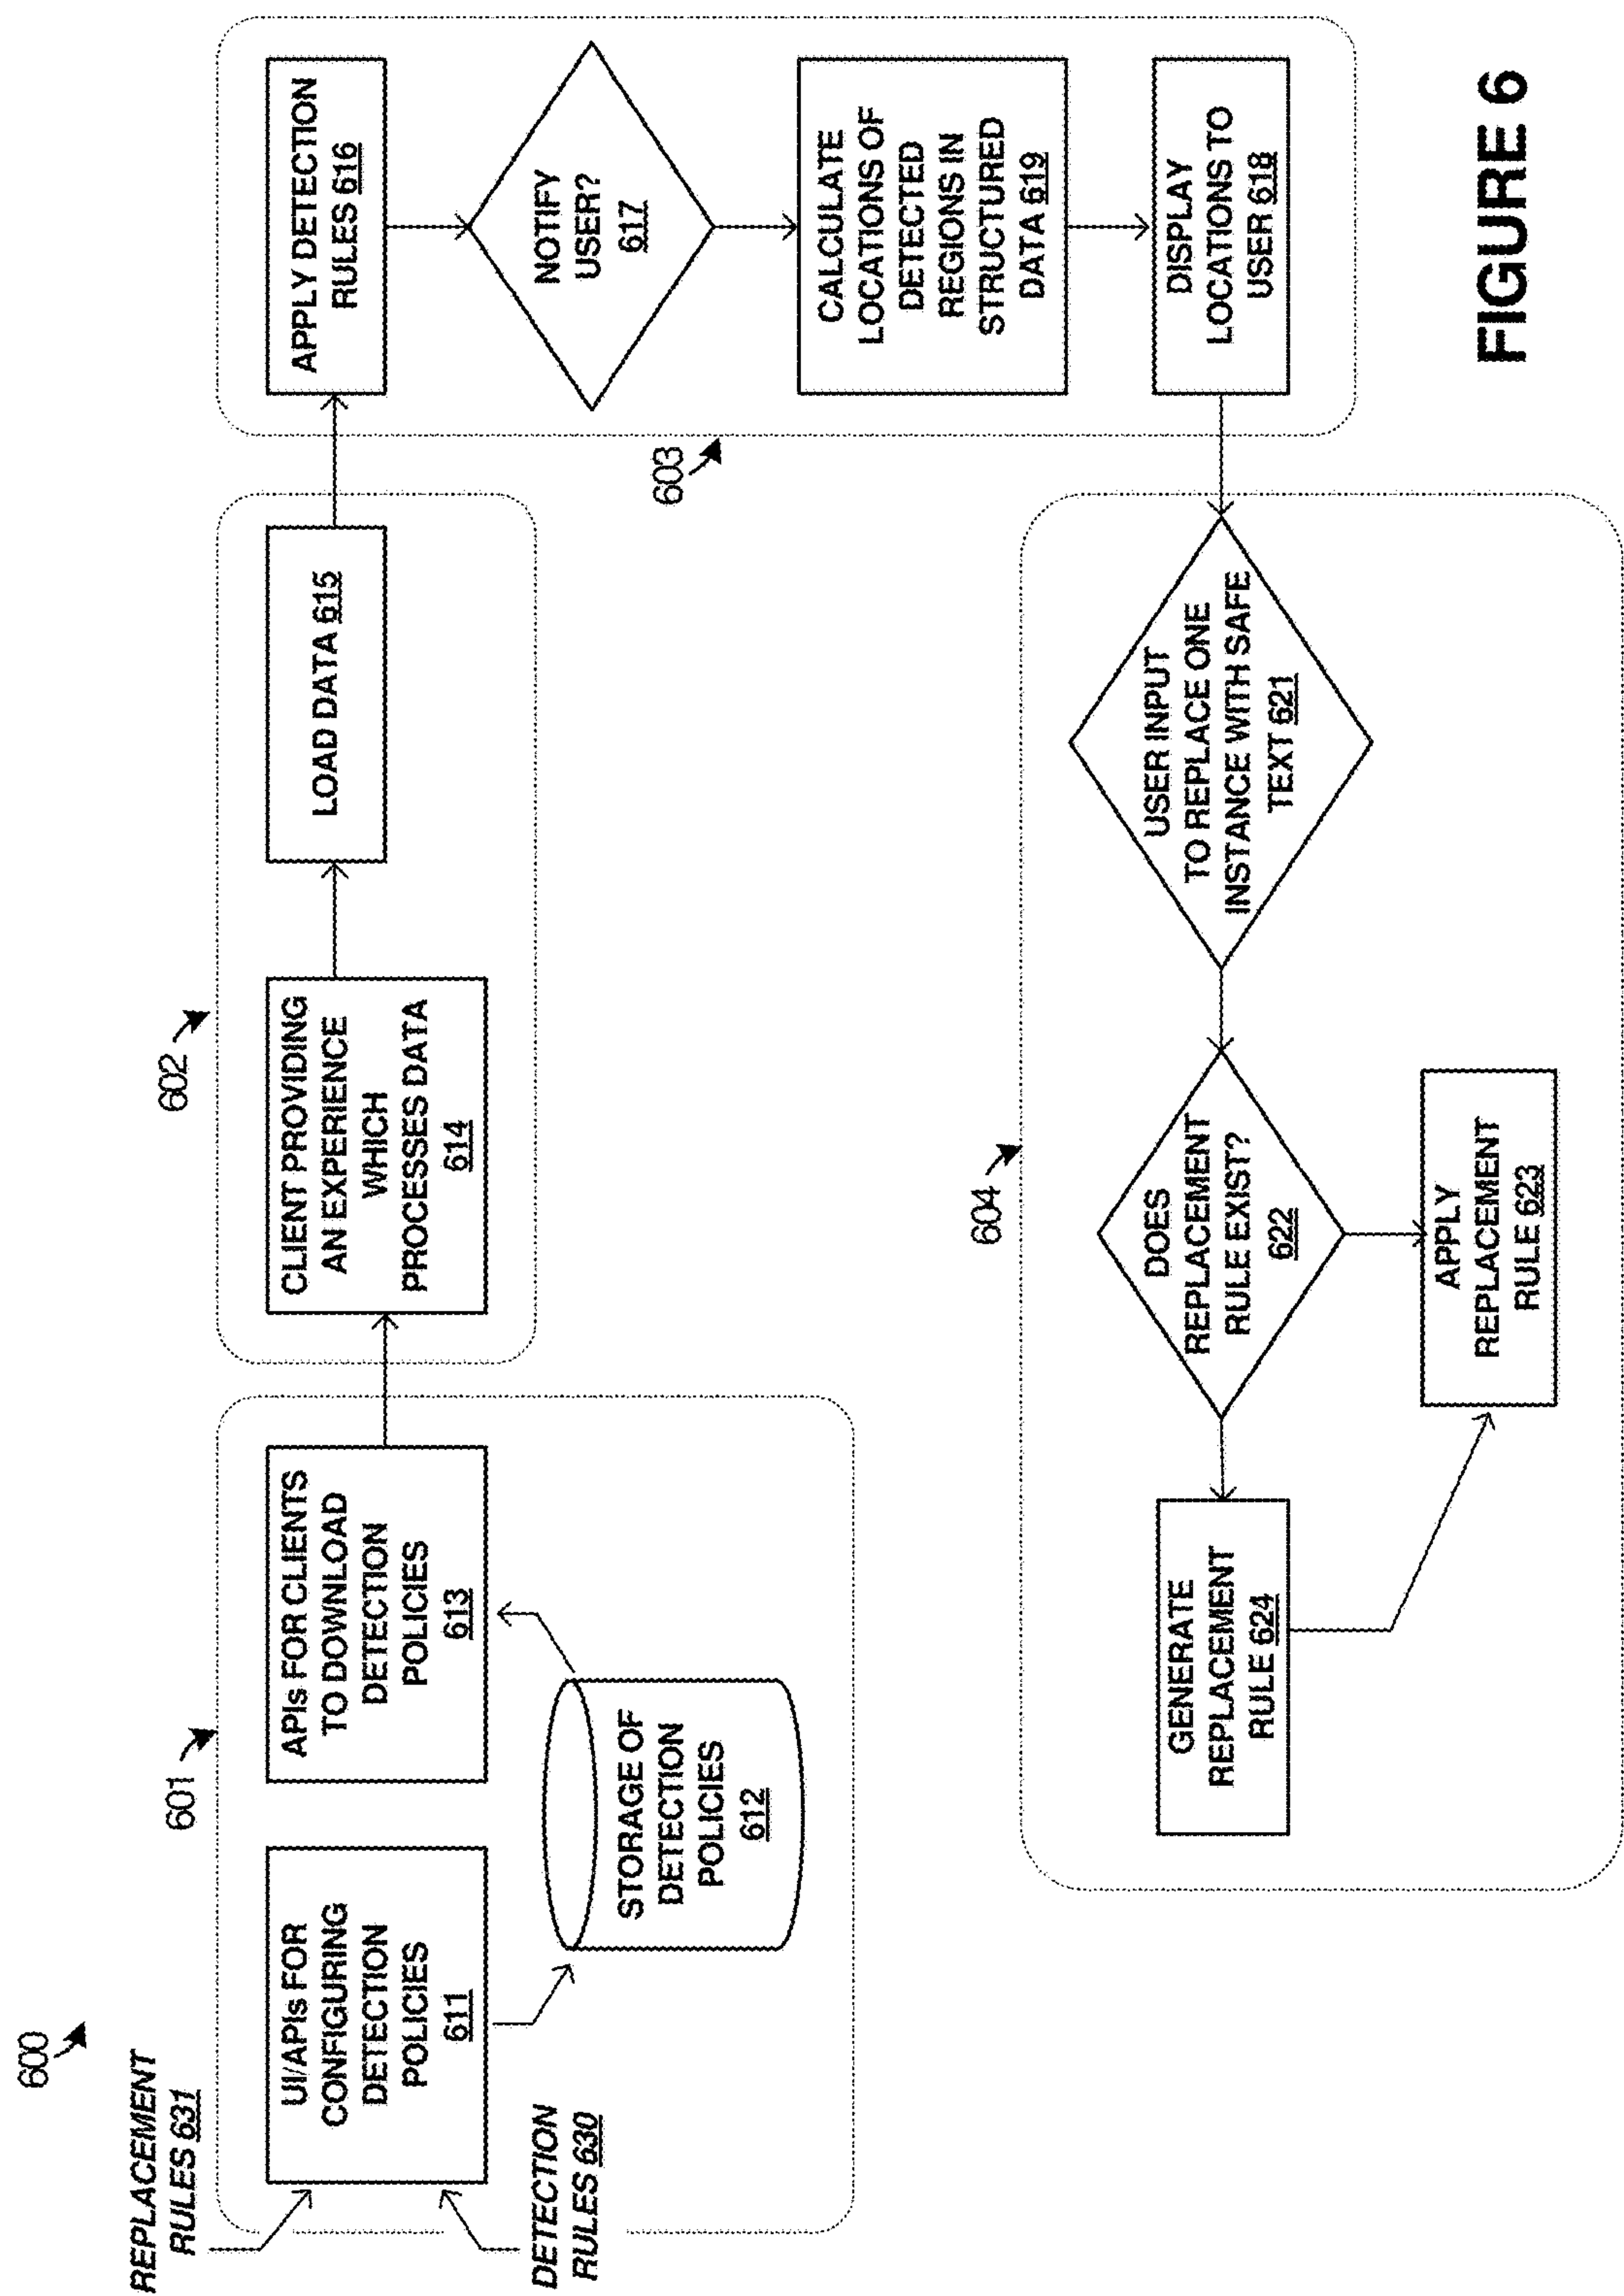 600
REPLACEMENT
RULES 631
DETECTION
RULES 630
601
UI/APIs FOR
CONFIGURING
DETECTION
POLICIES
611
STORAGE OF
DETECTION
POLICIES
612
APIs FOR CLIENTS
TO DOWNLOAD
DETECTION
POLICIES
613
602
CLIENT PROVIDING
AN EXPERIENCE
WHICH
PROCESSES DATA
614
LOAD DATA 615
603
APPLY DETECTION
RULES 616
NOTIFY
USER?
617
CALCULATE
LOCATIONS OF
DETECTED
REGIONS IN
STRUCTURED
DATA 619
DISPLAY
LOCATIONS TO
USER 618
604
USER INPUT
TO REPLACE ONE
INSTANCE WITH SAFE
TEXT 621
DOES
REPLACEMENT
RULE EXIST?
622
APPLY
REPLACEMENT
RULE 623
GENERATE
REPLACEMENT
RULE 624
FIGURE 6